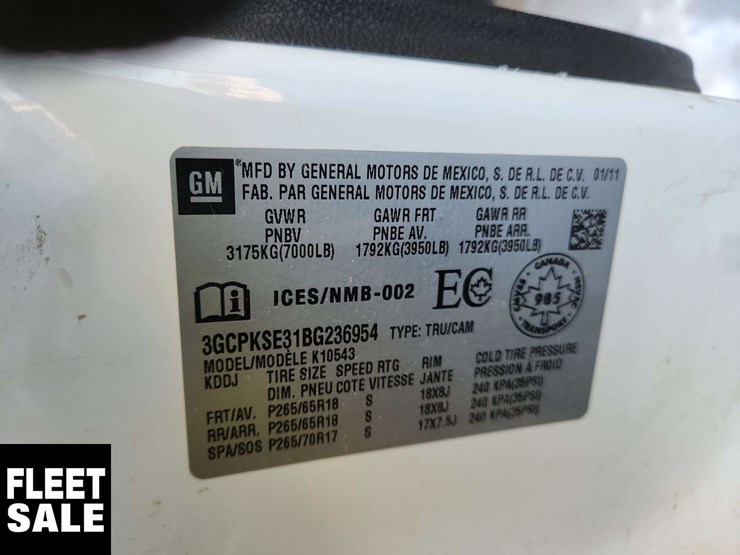 GM
*MFD BY GENERAL MOTORS DE MEXICO, S. DE R.L. DE C.V. 01/11
FAB. PAR GENERAL MOTORS DE MEXICO, S. DE R.L. DE C.V.
GVWR GAWR FRT GAWR RR
PNBV PNBE AV. PNBE ARR.
3175KG(7000LB) 1792KG(3950LB) 1792KG(3950LB)
i ICES/NMB-002 EC CANADA 985
3GCPKSE31BG236954 TYPE: TRU/CAM
MODEL/MODÈLE K10543
KDDJ TIRE SIZE SPEED RTG RIM COLD TIRE PRESSURE
DIM. PNEU COTE VITESSE JANTE PRESSION À FROID
FRT/AV. P265/65R18 S 18X8J 240 KPA(35PSI)
RR/ARR. P265/65R18 S 18X8J 240 KPA(35PSI)
SPA/SOS P265/70R17 S 17X7.5J 240 KPA(35PSI)
FLEET
SALE